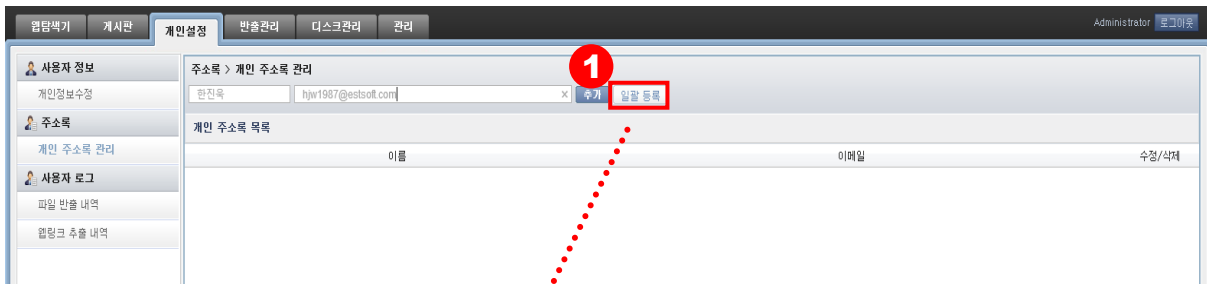 웹탐색기 게시판 개인설정 반출관리 디스크관리 관리 Administrator 로그아웃
사용자 정보
개인정보수정
주소록
개인 주소록 관리
사용자 로그
파일 반출 내역
웹링크 추출 내역
주소록 > 개인 주소록 관리
1
한진욱 hjw1987@estsoft.com × 추가 일괄 등록
개인 주소록 목록
이름 이메일 수정/삭제